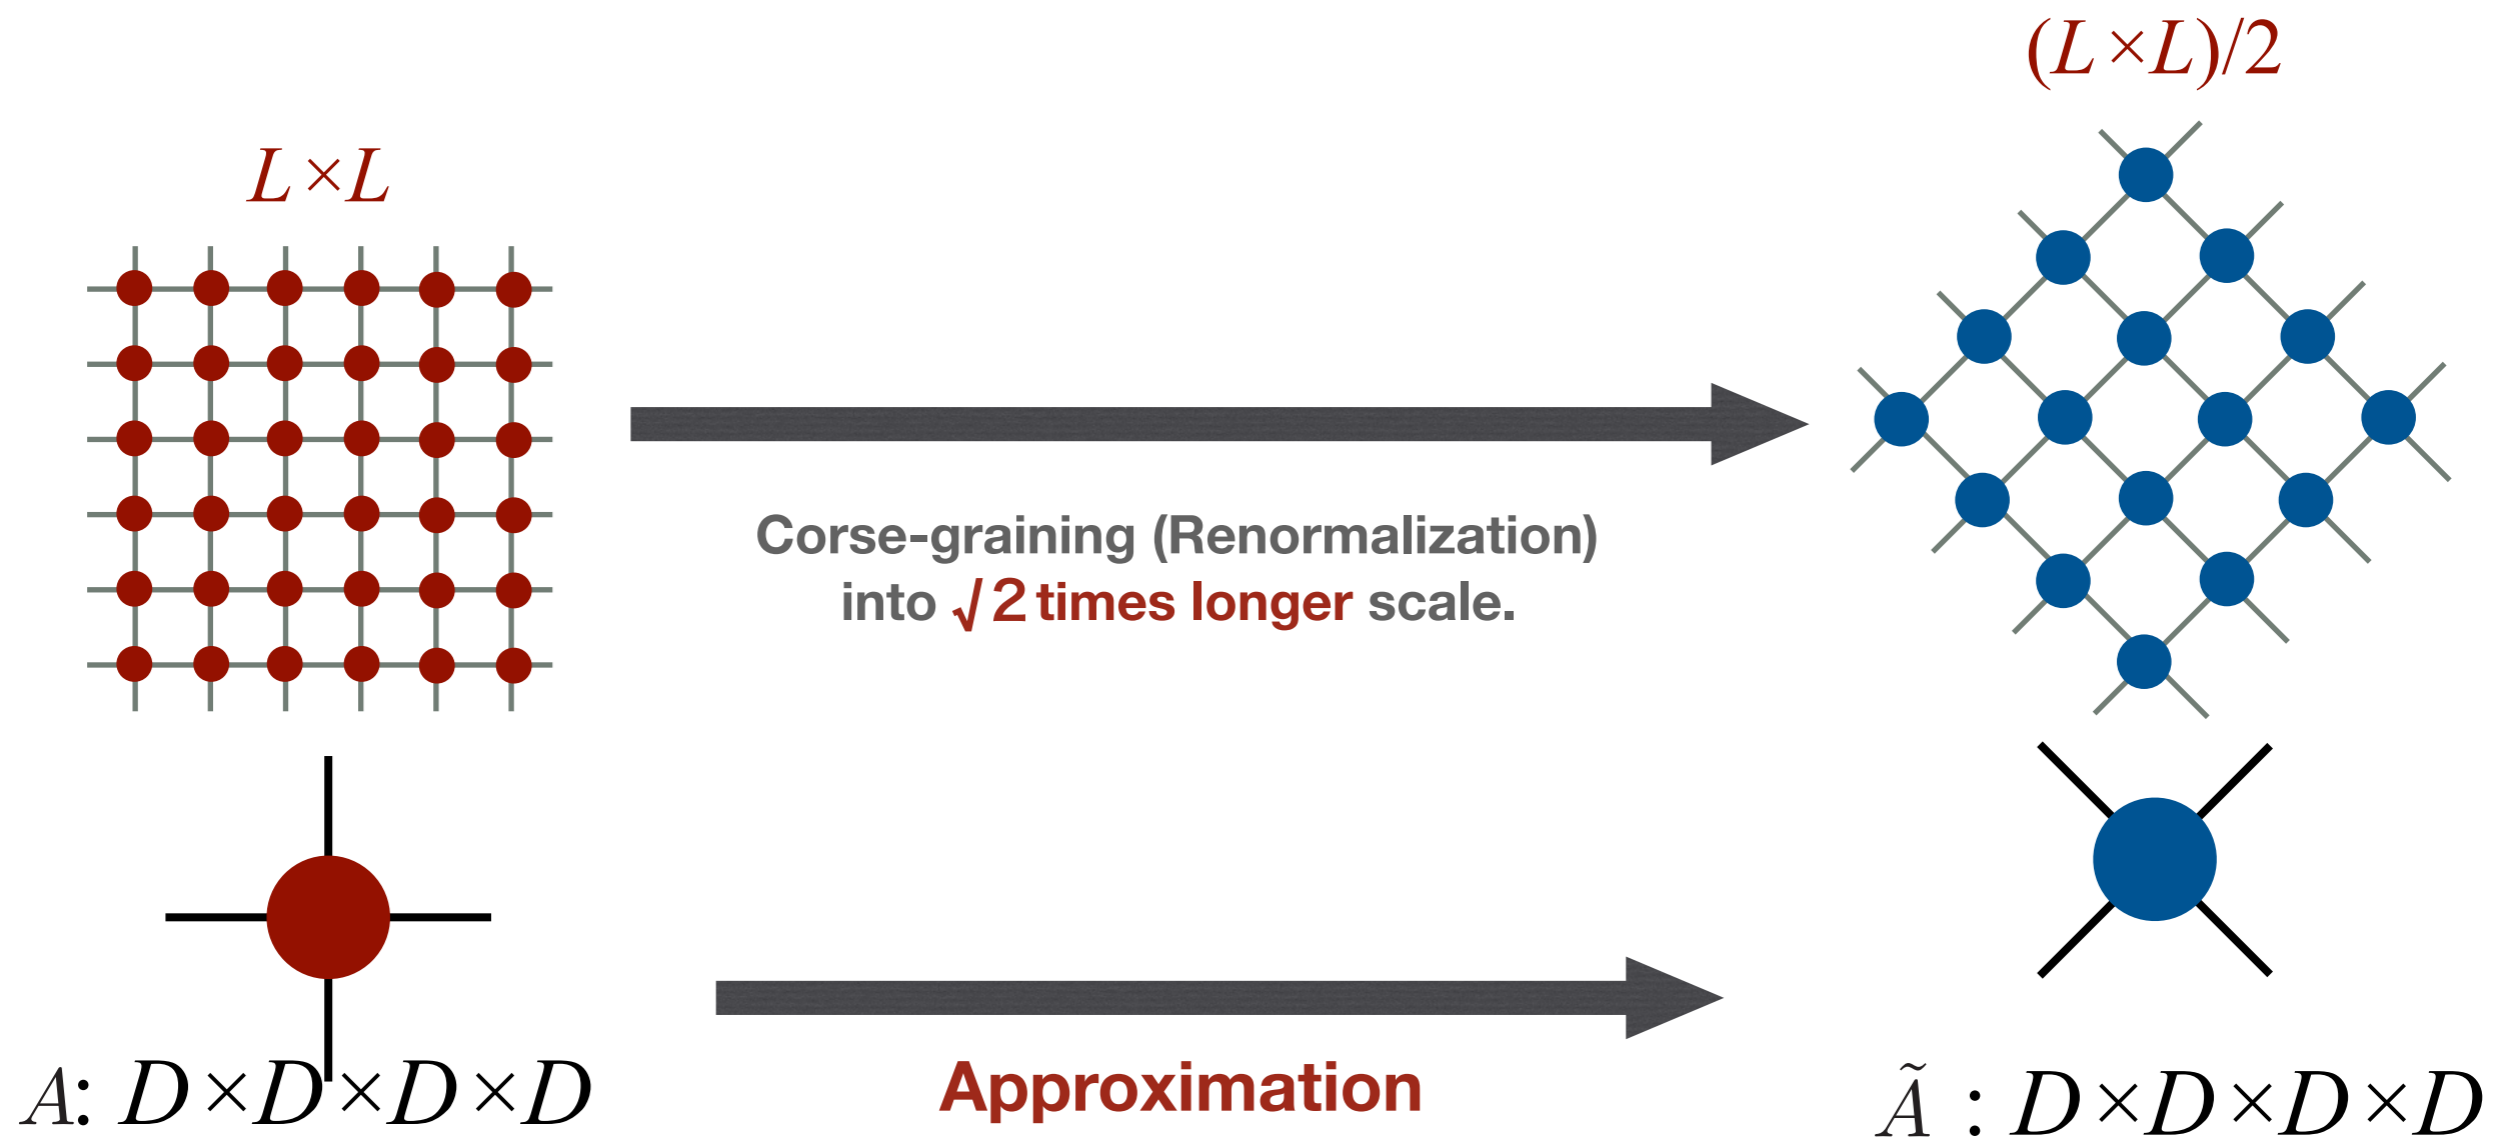 (L×L)/2
L×L
Corse-graining (Renormalization)
into √2 times longer scale.
Approximation
A: D×D×D×D
Ã : D×D×D×D